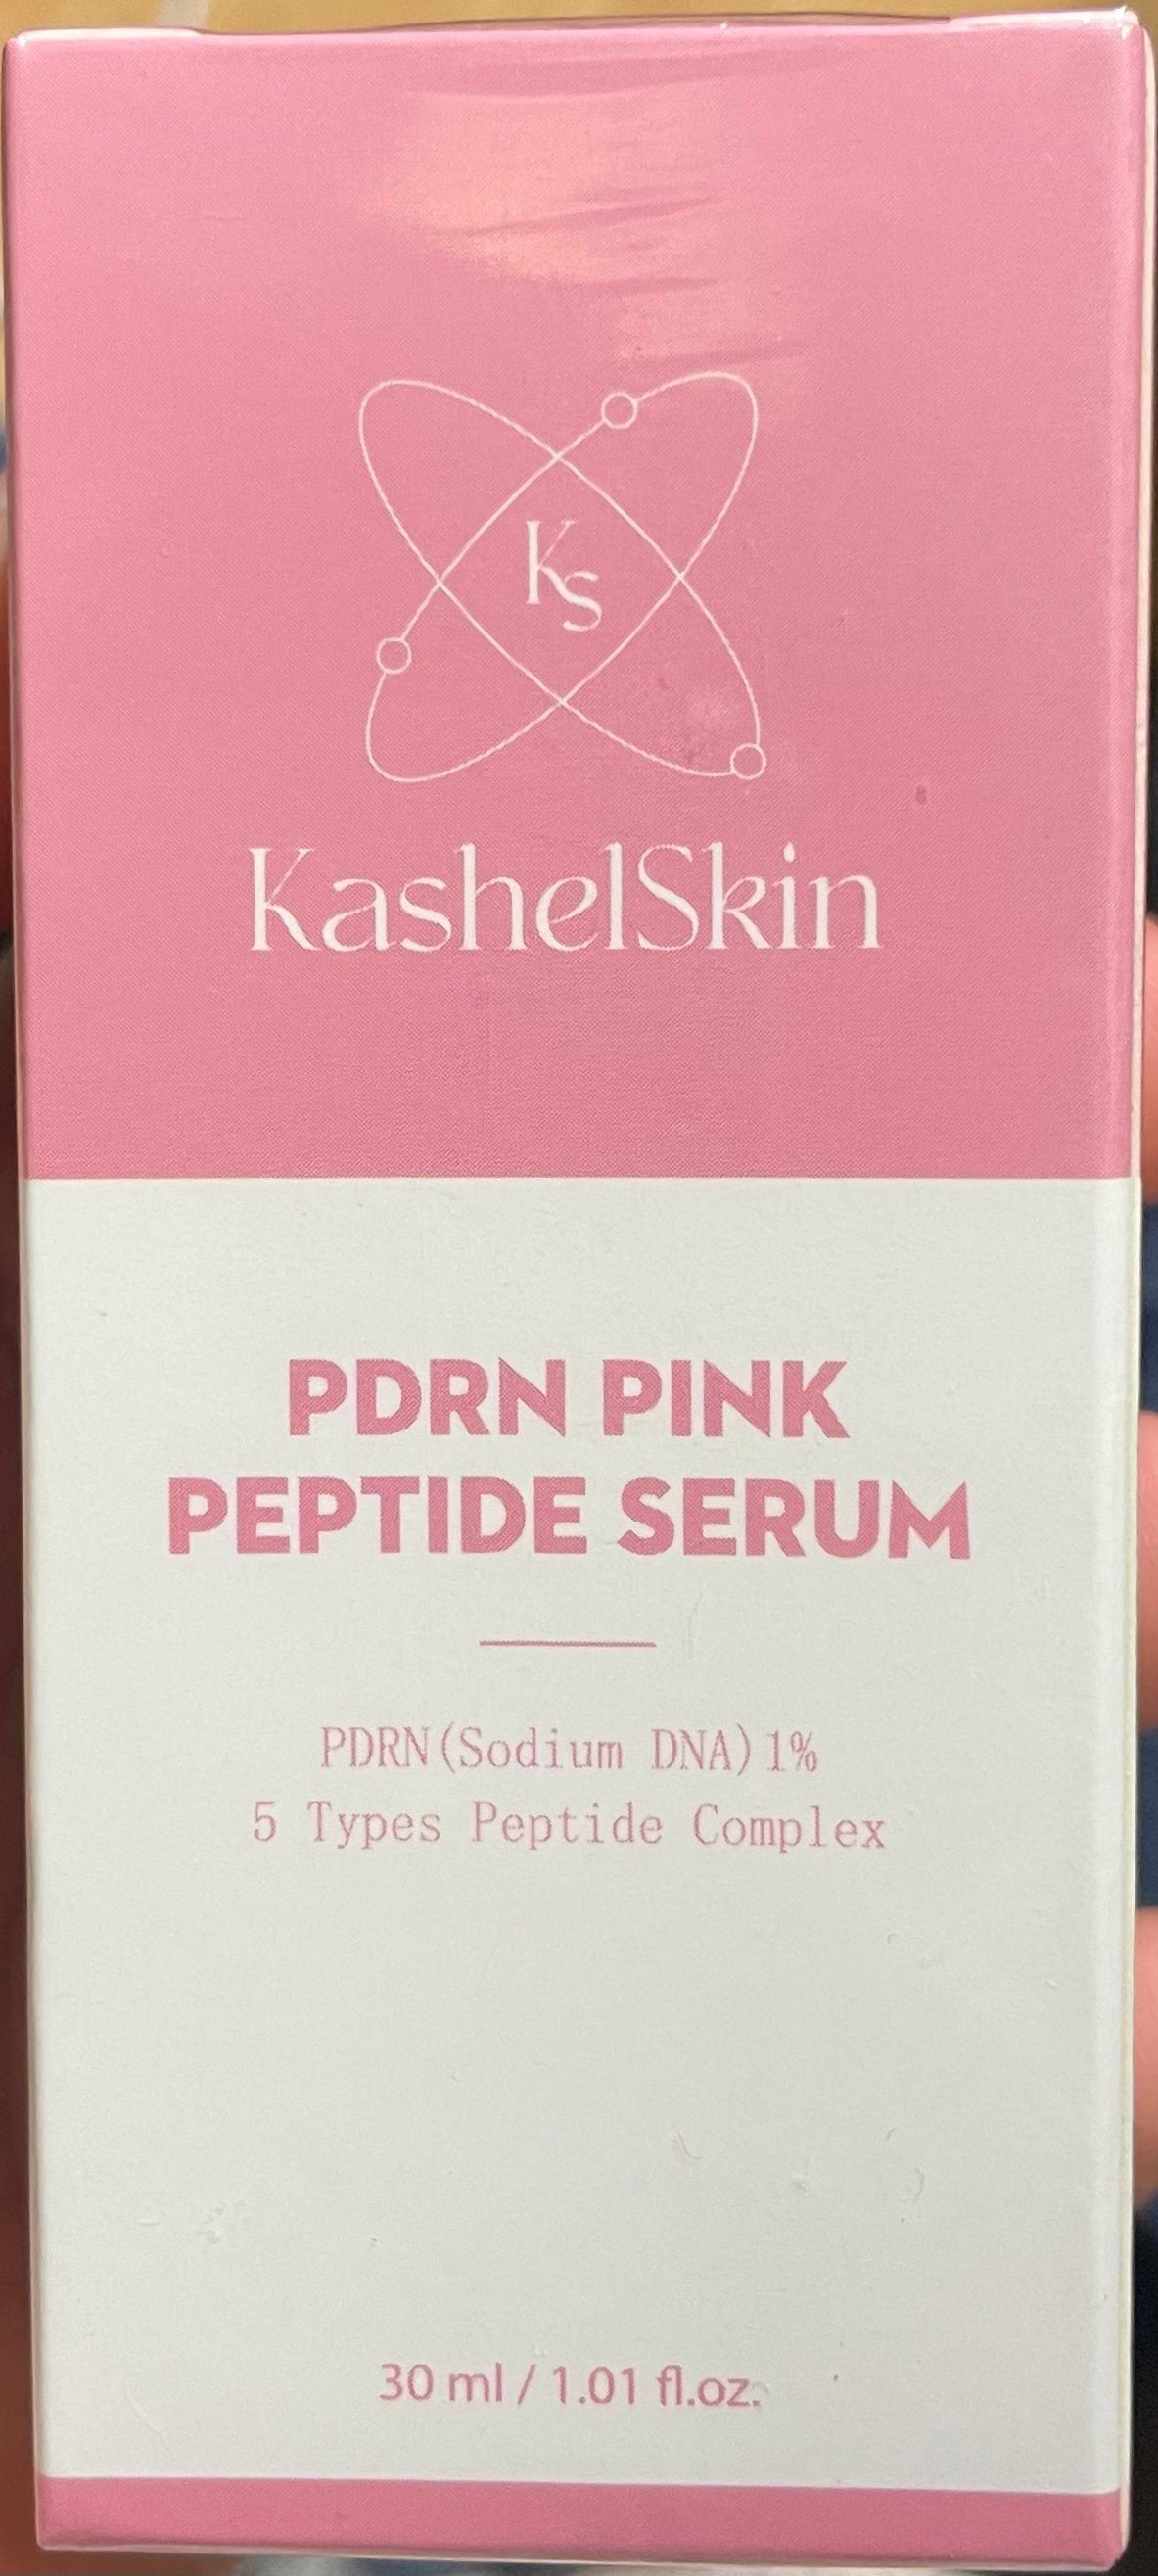 KS
KashelSkin
PDRN PINK
PEPTIDE SERUM
PDRN(Sodium DNA)1%
5 Types Peptide Complex
30 ml / 1.01 fl.oz.